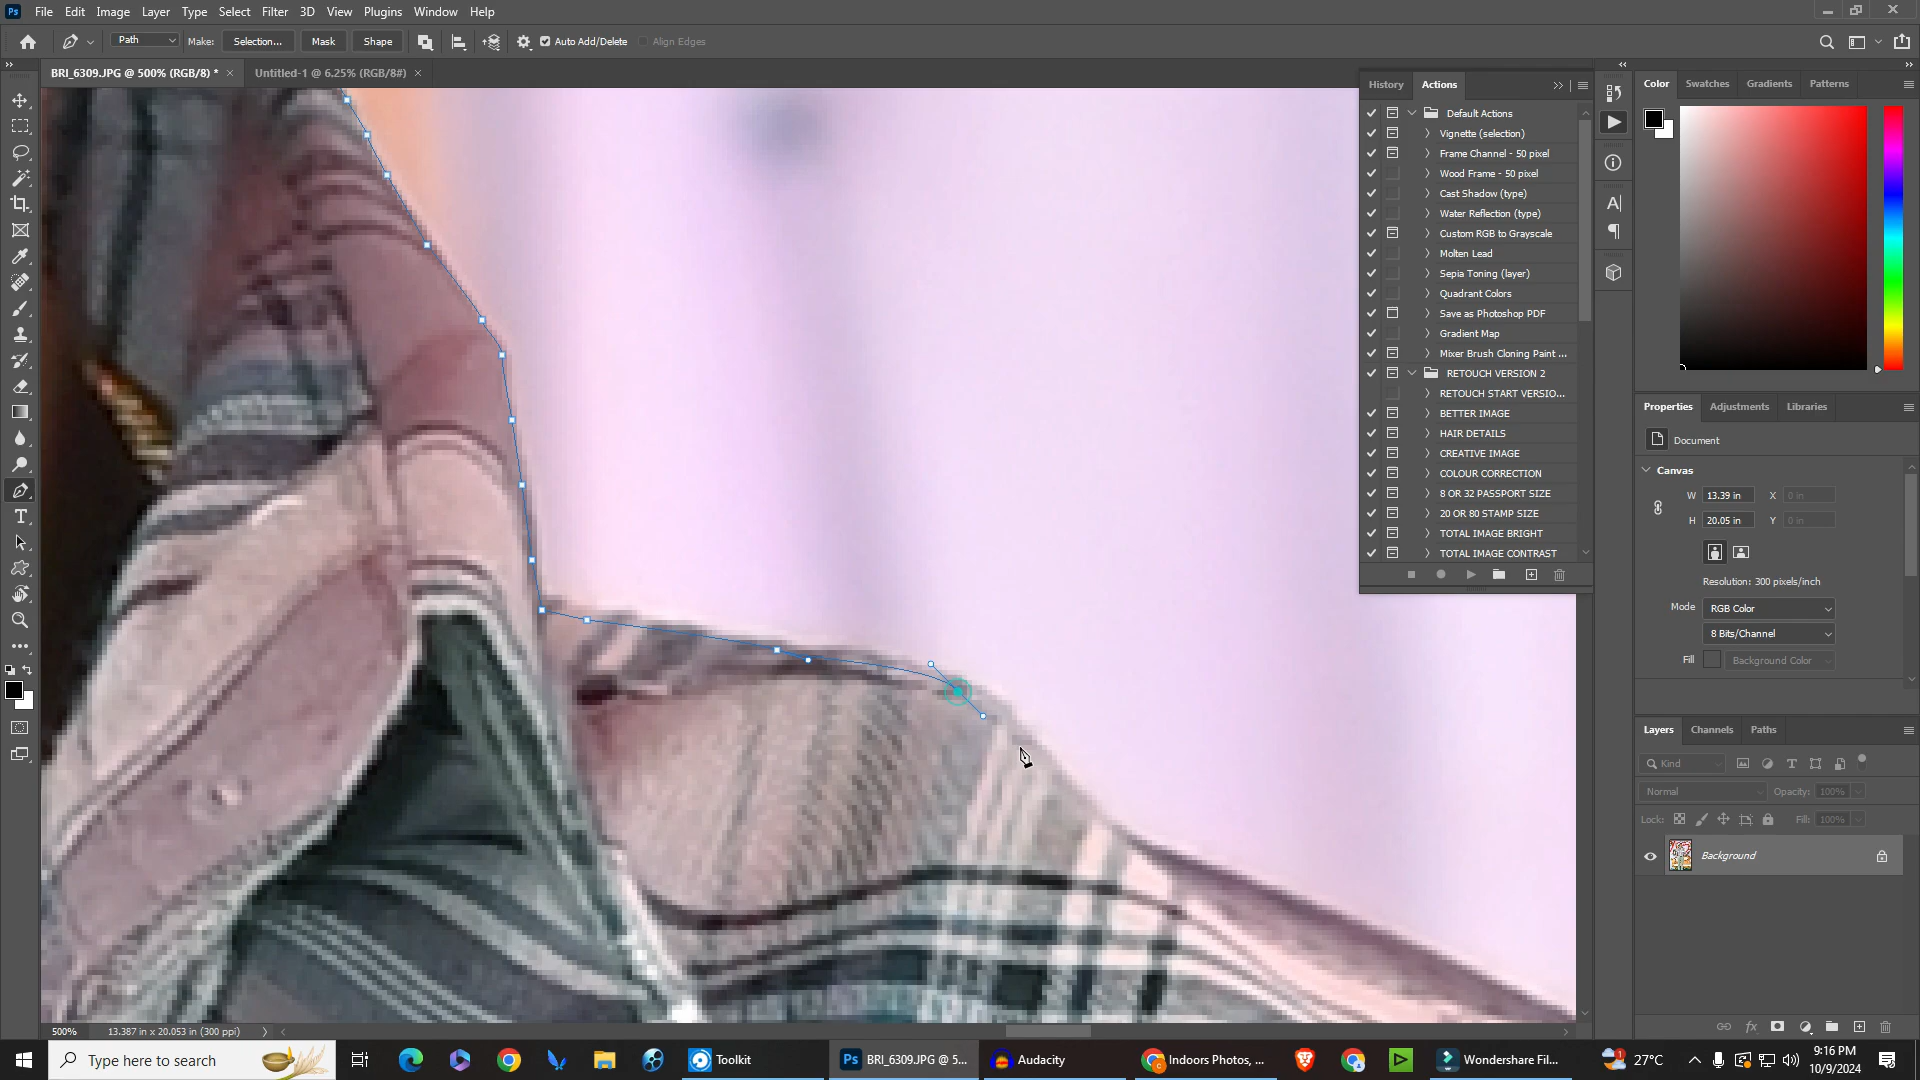 Ps File Edit Image Layer Type Select Filter 3D View Plugins Window Help
Path Make: Selection... Mask Shape Auto Add/Delete Align Edges
BRI_6309.JPG @ 500% (RGB/8) * × Untitled-1 @ 6.25% (RGB/8#) ×
History Actions
Default Actions
Vignette (selection)
Frame Channel - 50 pixel
Wood Frame - 50 pixel
Cast Shadow (type)
Water Reflection (type)
Custom RGB to Grayscale
Molten Lead
Sepia Toning (layer)
Quadrant Colors
Save as Photoshop PDF
Gradient Map
Mixer Brush Cloning Paint ...
RETOUCH VERSION 2
RETOUCH START VERSIO...
BETTER IMAGE
HAIR DETAILS
CREATIVE IMAGE
COLOUR CORRECTION
8 OR 32 PASSPORT SIZE
20 OR 80 STAMP SIZE
TOTAL IMAGE BRIGHT
TOTAL IMAGE CONTRAST
Color Swatches Gradients Patterns
Properties Adjustments Libraries
Document
Canvas
W 13.39 in X 0 in
H 20.05 in Y 0 in
Resolution: 300 pixels/inch
Mode RGB Color
8 Bits/Channel
Fill Background Color
Layers Channels Paths
Kind
Normal Opacity: 100%
Lock: Fill: 100%
Background
500% 13.387 in x 20.053 in (300 ppi)
Type here to search
Toolkit
Ps BRI_6309.JPG @ 5...
Audacity
Indoors Photos, ...
Wondershare Fil...
27°C
9:16 PM
10/9/2024